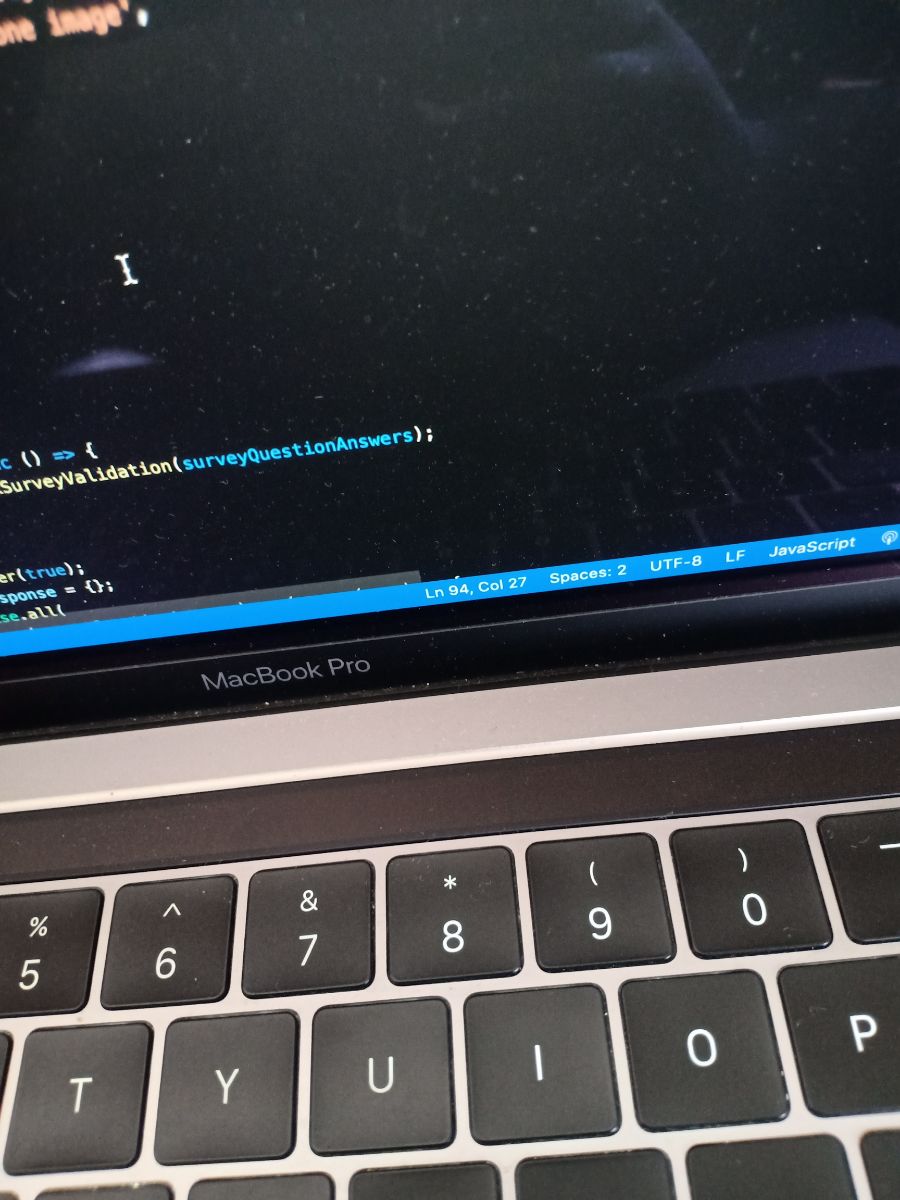 one image',
c () => {
SurveyValidation(surveyQuestionAnswers);
er(true);
sponse = {};
se.all(
Ln 94, Col 27 Spaces: 2 UTF-8 LF JavaScript
MacBook Pro
% ^ & * ( )
5 6 7 8 9 0
T Y U I O P